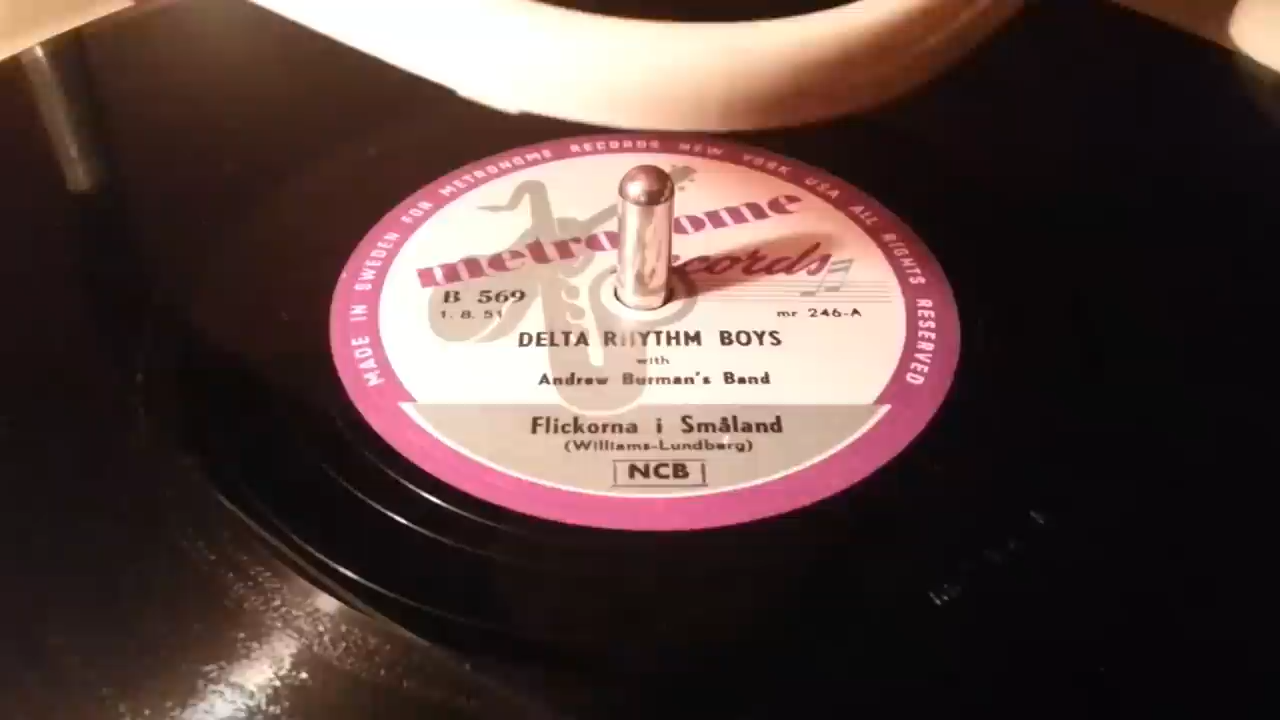 MADE IN SWEDEN FOR METRONOME RECORDS NEW YORK USA ALL RIGHTS RESERVED
metronome
records
B 569
1. 8. 51
mr 246-A
DELTA RHYTHM BOYS
with
Andrew Burman's Band
Flickorna i Småland
(Williams-Lundberg)
NCB